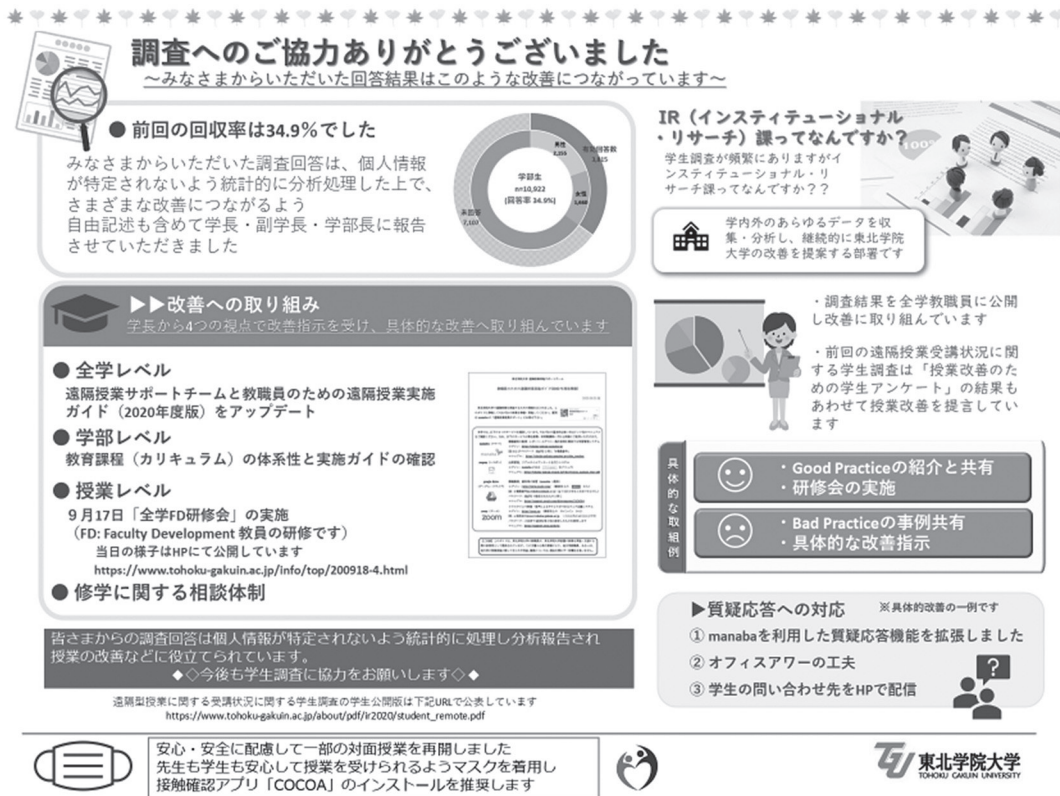 調査へのご協力ありがとうございました
〜みなさまからいただいた回答結果はこのような改善につながっています〜
● 前回の回収率は34.9%でした
みなさまからいただいた調査回答は、個人情報
が特定されないよう統計的に分析処理した上で、
さまざまな改善につながるよう
自由記述も含めて学長・副学長・学部長に報告
させていただきました
男性
有効回答数
学部生
n=10,922
[回答率 34.9%]
女性
未回答
▶▶改善への取り組み
学長から4つの視点で改善指示を受け、具体的な改善へ取り組んでいます
● 全学レベル
遠隔授業サポートチームと教職員のための遠隔授業実施
ガイド（2020年度版）をアップデート
● 学部レベル
教育課程（カリキュラム）の体系性と実施ガイドの確認
● 授業レベル
９月17日「全学FD研修会」の実施
（FD: Faculty Development 教員の研修です）
当日の様子はHPにて公開しています
https://www.tohoku-gakuin.ac.jp/info/top/200918-4.html
● 修学に関する相談体制
zoom
皆さまからの調査回答は個人情報が特定されないよう統計的に処理し分析報告され
授業の改善などに役立てられています。
◆◇今後も学生調査に協力をお願いします◇◆
遠隔型授業に関する受講状況に関する学生調査の学生公開版は下記URLで公表しています
https://www.tohoku-gakuin.ac.jp/about/pdf/ir2020/student_remote.pdf
IR（インスティテューショナル
・リサーチ）課ってなんですか？
100%
学生調査が頻繁にありますがイ
ンスティテューショナル・リ
サーチ課ってなんですか？？
学内外のあらゆるデータを収
集・分析し、継続的に東北学院
大学の改善を提案する部署です
・調査結果を全学教職員に公開
し改善に取り組んでいます
・前回の遠隔授業受講状況に関
する学生調査は「授業改善のた
めの学生アンケート」の結果も
あわせて授業改善を提言してい
ます
具体的な取組例
・Good Practiceの紹介と共有
・研修会の実施
・Bad Practiceの事例共有
・具体的な改善指示
▶質疑応答への対応 ※具体的改善の一例です
① manabaを利用した質疑応答機能を拡張しました
② オフィスアワーの工夫
③ 学生の問い合わせ先をHPで配信
?
安心・安全に配慮して一部の対面授業を再開しました
先生も学生も安心して授業を受けられるようマスクを着用し
接触確認アプリ「COCOA」のインストールを推奨します
TG 東北学院大学
TOHOKU GAKUIN UNIVERSITY